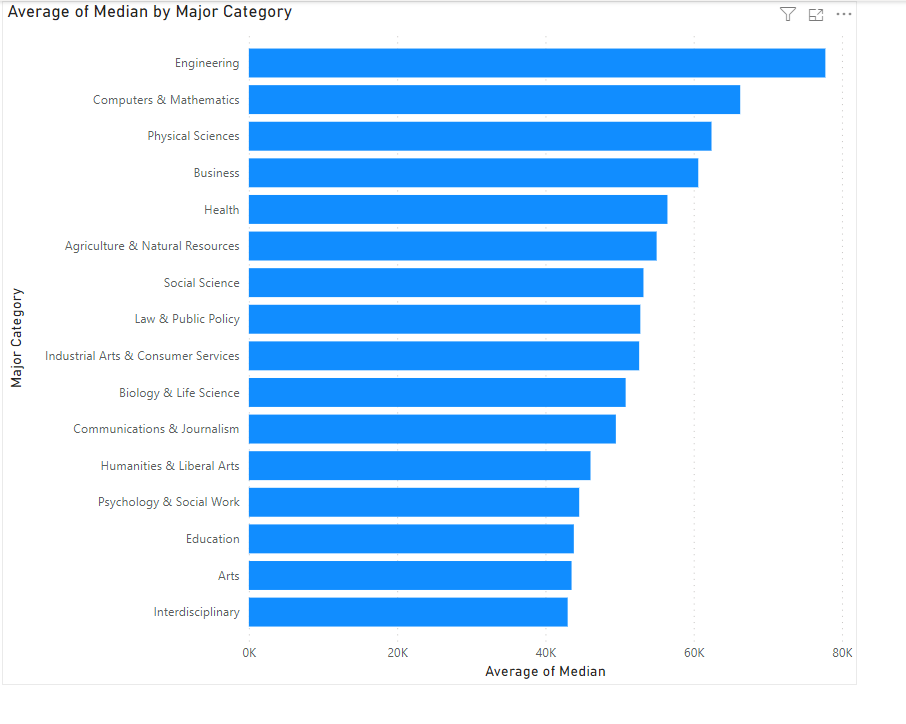 Average of Median by Major Category
Major Category
Engineering
Computers & Mathematics
Physical Sciences
Business
Health
Agriculture & Natural Resources
Social Science
Law & Public Policy
Industrial Arts & Consumer Services
Biology & Life Science
Communications & Journalism
Humanities & Liberal Arts
Psychology & Social Work
Education
Arts
Interdisciplinary
0K 20K 40K 60K 80K
Average of Median